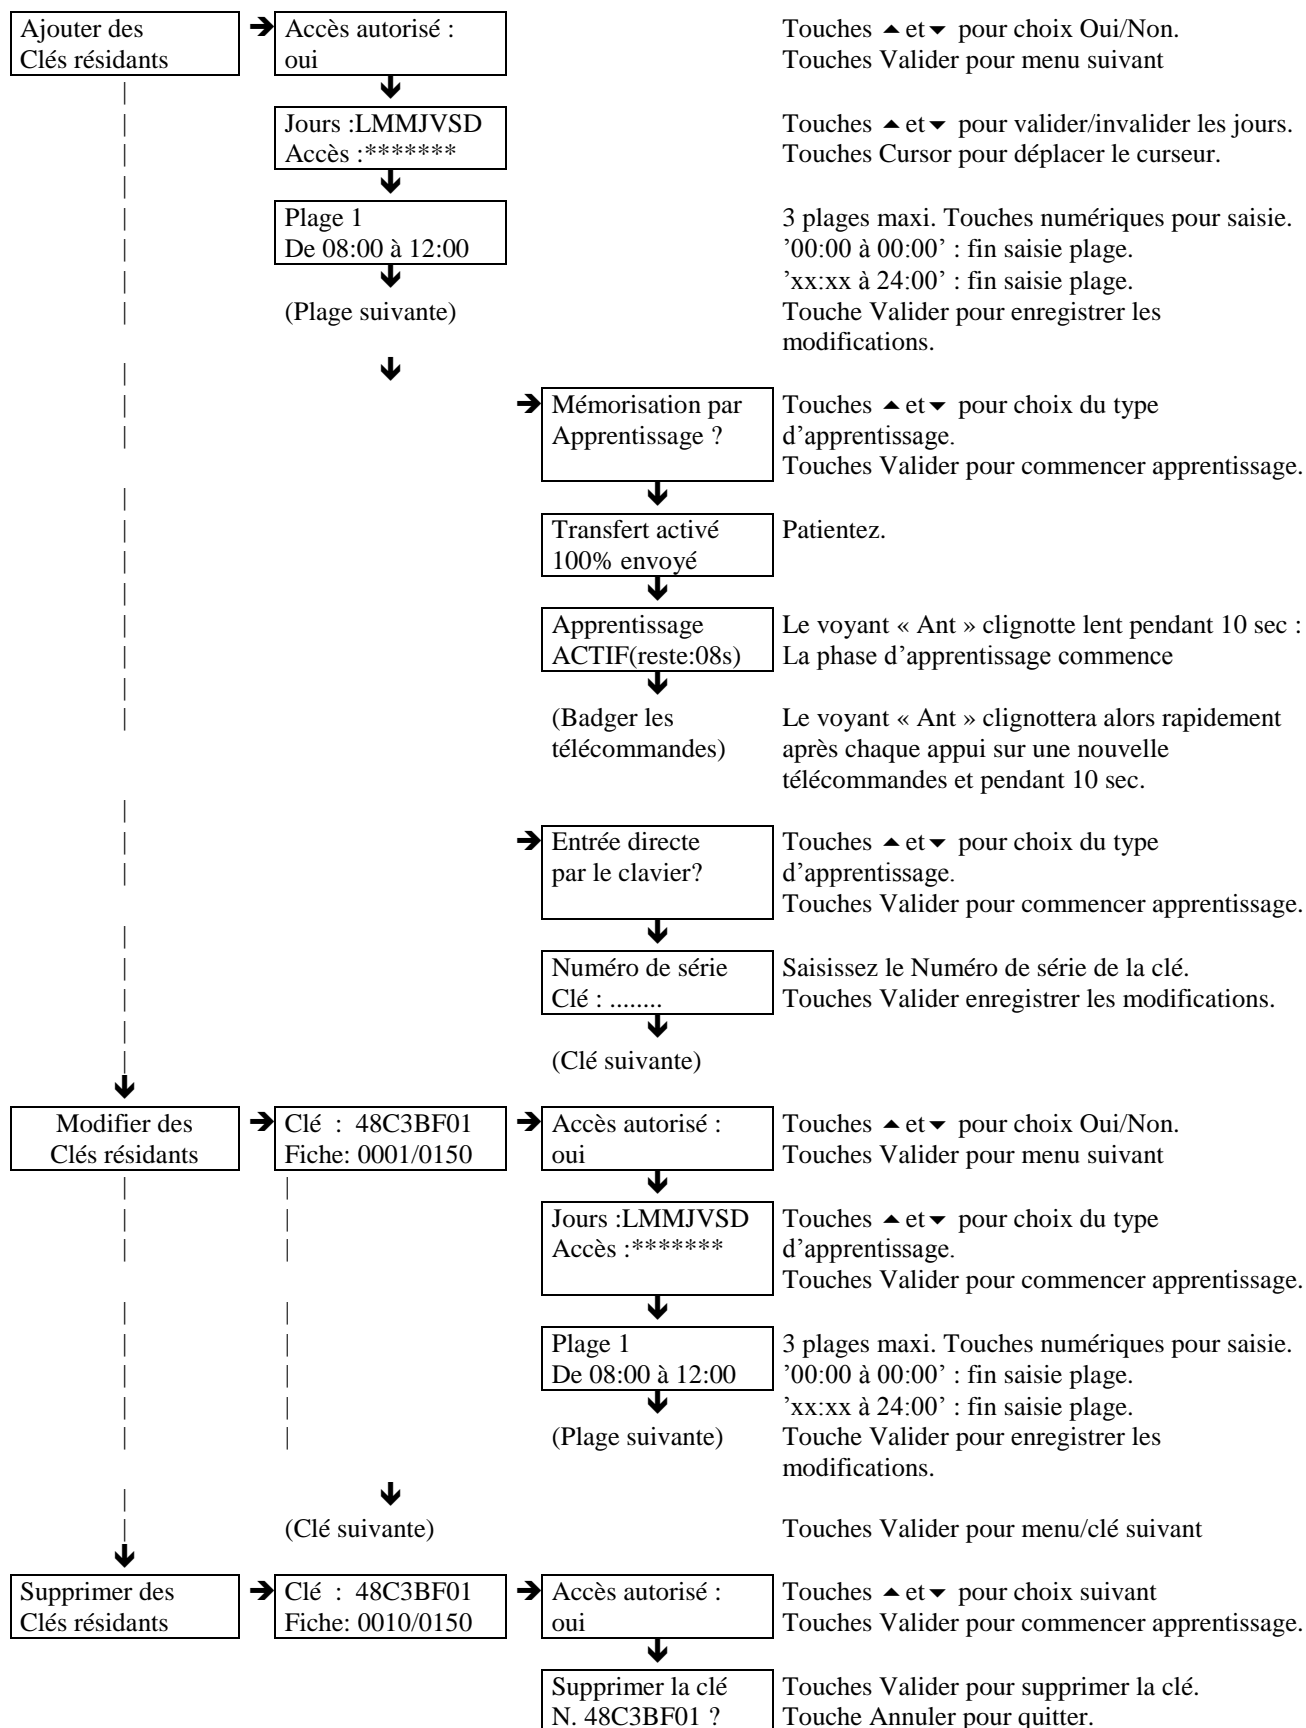 Ajouter des
Clés résidants
Accès autorisé :
oui
Touches ▲ et ▼ pour choix Oui/Non.
Touches Valider pour menu suivant
Jours :LMMJVSD
Accès :*******
Touches ▲ et ▼ pour valider/invalider les jours.
Touches Cursor pour déplacer le curseur.
Plage 1
De 08:00 à 12:00
3 plages maxi. Touches numériques pour saisie.
’00:00 à 00:00’ : fin saisie plage.
’xx:xx à 24:00’ : fin saisie plage.
(Plage suivante)
Touche Valider pour enregistrer les
modifications.
Mémorisation par
Apprentissage ?
Touches ▲ et ▼ pour choix du type
d’apprentissage.
Touches Valider pour commencer apprentissage.
Transfert activé
100% envoyé
Patientez.
Apprentissage
ACTIF(reste:08s)
Le voyant « Ant » clignotte lent pendant 10 sec :
La phase d’apprentissage commence
(Badger les
télécommandes)
Le voyant « Ant » clignottera alors rapidement
après chaque appui sur une nouvelle
télécommandes et pendant 10 sec.
Entrée directe
par le clavier?
Touches ▲ et ▼ pour choix du type
d’apprentissage.
Touches Valider pour commencer apprentissage.
Numéro de série
Clé : ........
Saisissez le Numéro de série de la clé.
Touches Valider enregistrer les modifications.
(Clé suivante)
Modifier des
Clés résidants
Clé : 48C3BF01
Fiche: 0001/0150
Accès autorisé :
oui
Touches ▲ et ▼ pour choix Oui/Non.
Touches Valider pour menu suivant
Jours :LMMJVSD
Accès :*******
Touches ▲ et ▼ pour choix du type
d’apprentissage.
Touches Valider pour commencer apprentissage.
Plage 1
De 08:00 à 12:00
3 plages maxi. Touches numériques pour saisie.
’00:00 à 00:00’ : fin saisie plage.
’xx:xx à 24:00’ : fin saisie plage.
(Plage suivante)
Touche Valider pour enregistrer les
modifications.
(Clé suivante)
Touches Valider pour menu/clé suivant
Supprimer des
Clés résidants
Clé : 48C3BF01
Fiche: 0010/0150
Accès autorisé :
oui
Touches ▲ et ▼ pour choix suivant
Touches Valider pour commencer apprentissage.
Supprimer la clé
N. 48C3BF01 ?
Touches Valider pour supprimer la clé.
Touche Annuler pour quitter.